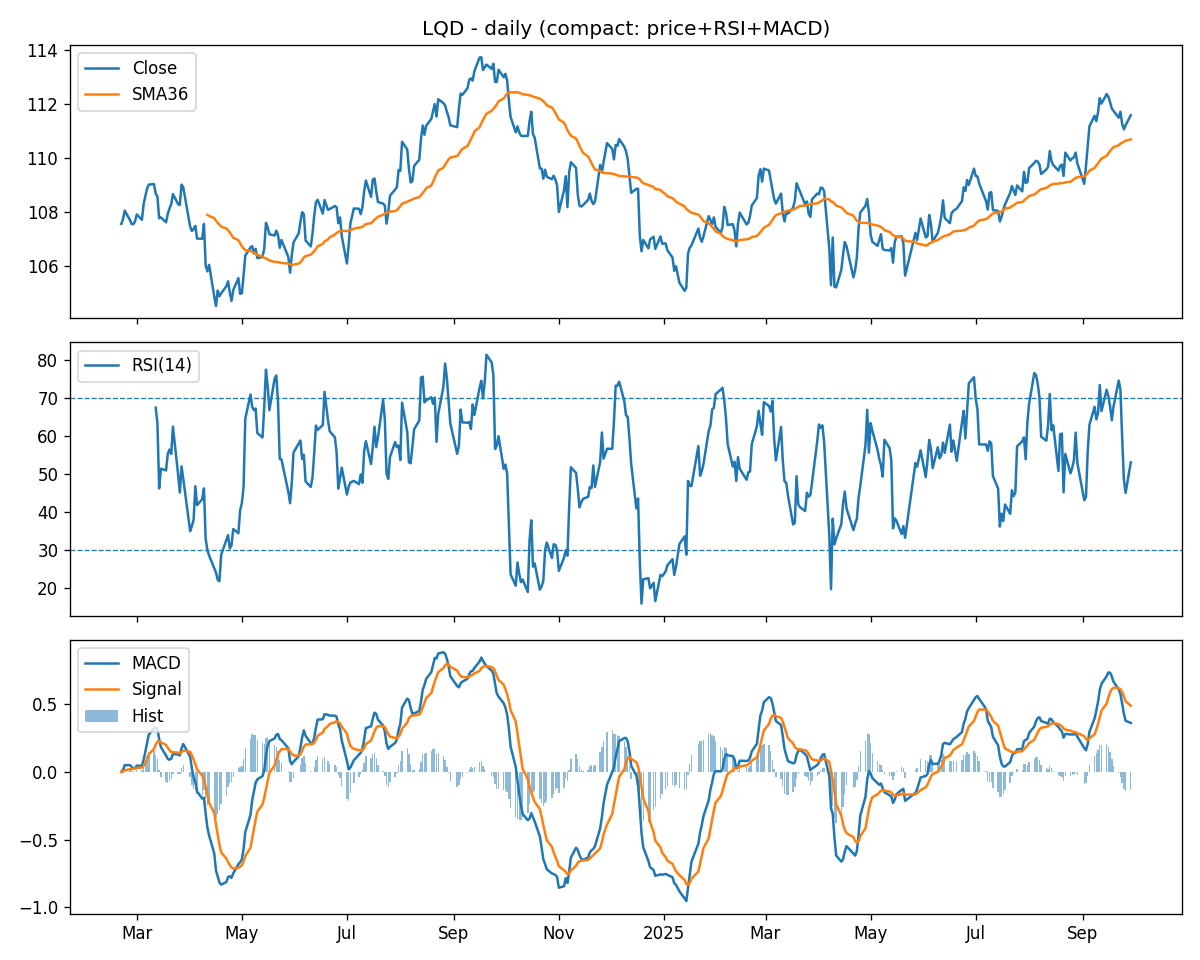 LQD - daily (compact: price+RSI+MACD)
114
112
110
108
106
Close
SMA36
80
70
60
50
40
30
20
RSI(14)
0.5
0.0
−0.5
−1.0
MACD
Signal
Hist
Mar May Jul Sep Nov 2025 Mar May Jul Sep